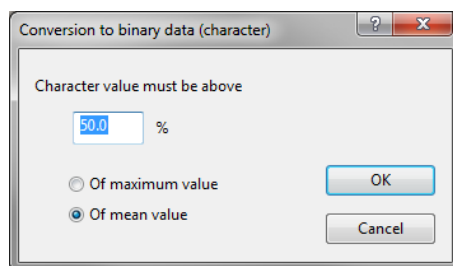 Conversion to binary data (character)
?
Character value must be above
50.0 %
Of maximum value
OK
Of mean value
Cancel